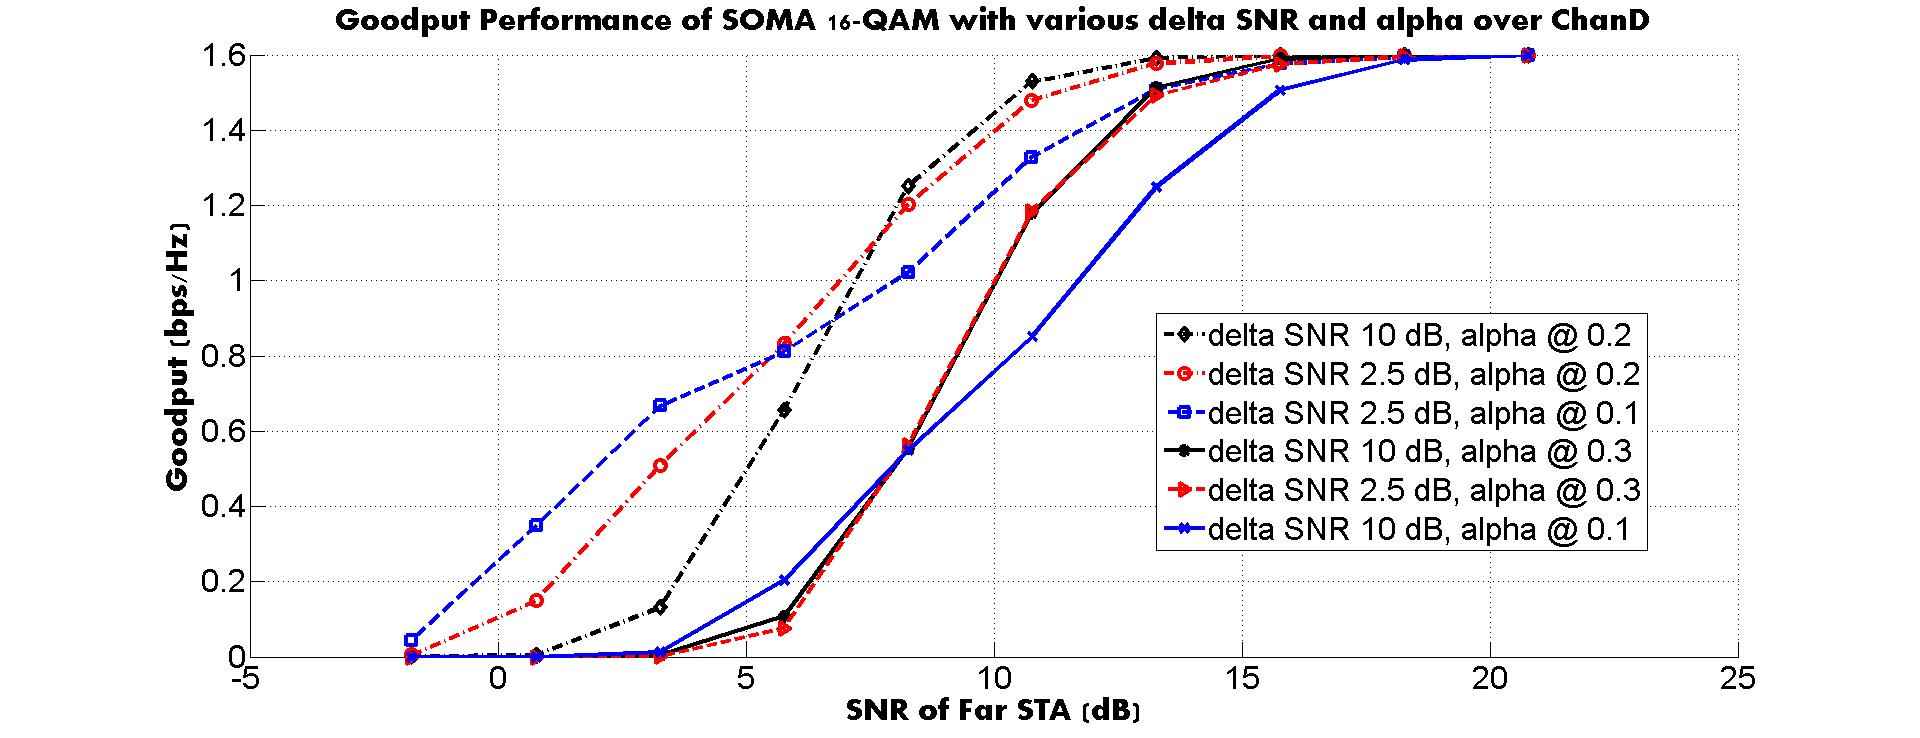 Goodput Performance of SOMA 16-QAM with various delta SNR and alpha over ChanD
1.6
1.4
1.2
1
0.8
0.6
0.4
0.2
0
Goodput (bps/Hz)
delta SNR 10 dB, alpha @ 0.2
delta SNR 2.5 dB, alpha @ 0.2
delta SNR 2.5 dB, alpha @ 0.1
delta SNR 10 dB, alpha @ 0.3
delta SNR 2.5 dB, alpha @ 0.3
delta SNR 10 dB, alpha @ 0.1
-5 0 5 10 15 20 25
SNR of Far STA (dB)